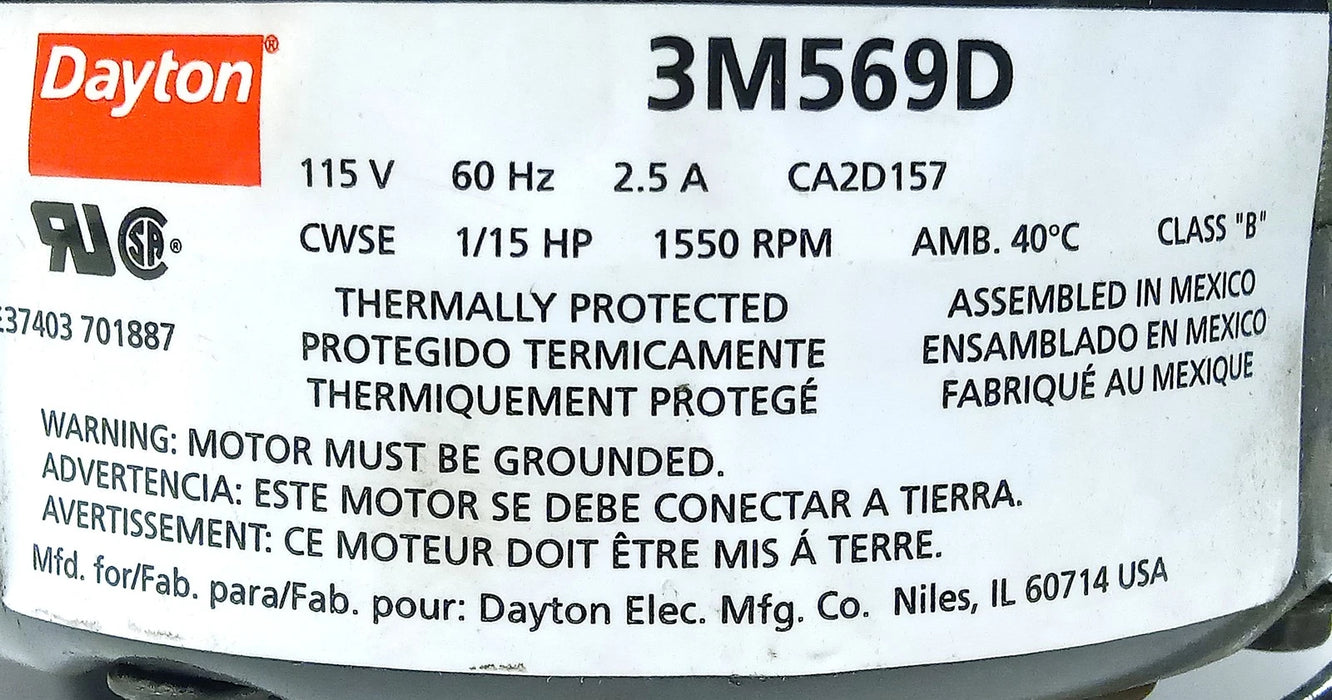 Dayton®
3M569D
115 V 60 Hz 2.5 A CA2D157
CWSE 1/15 HP 1550 RPM AMB. 40°C CLASS "B"
RU SA®
E37403 701887
THERMALLY PROTECTED
PROTEGIDO TERMICAMENTE
THERMIQUEMENT PROTEGÉ
ASSEMBLED IN MEXICO
ENSAMBLADO EN MEXICO
FABRIQUÉ AU MEXIQUE
WARNING: MOTOR MUST BE GROUNDED.
ADVERTENCIA: ESTE MOTOR SE DEBE CONECTAR A TIERRA.
AVERTISSEMENT: CE MOTEUR DOIT ÊTRE MIS Á TERRE.
Mfd. for/Fab. para/Fab. pour: Dayton Elec. Mfg. Co. Niles, IL 60714 USA